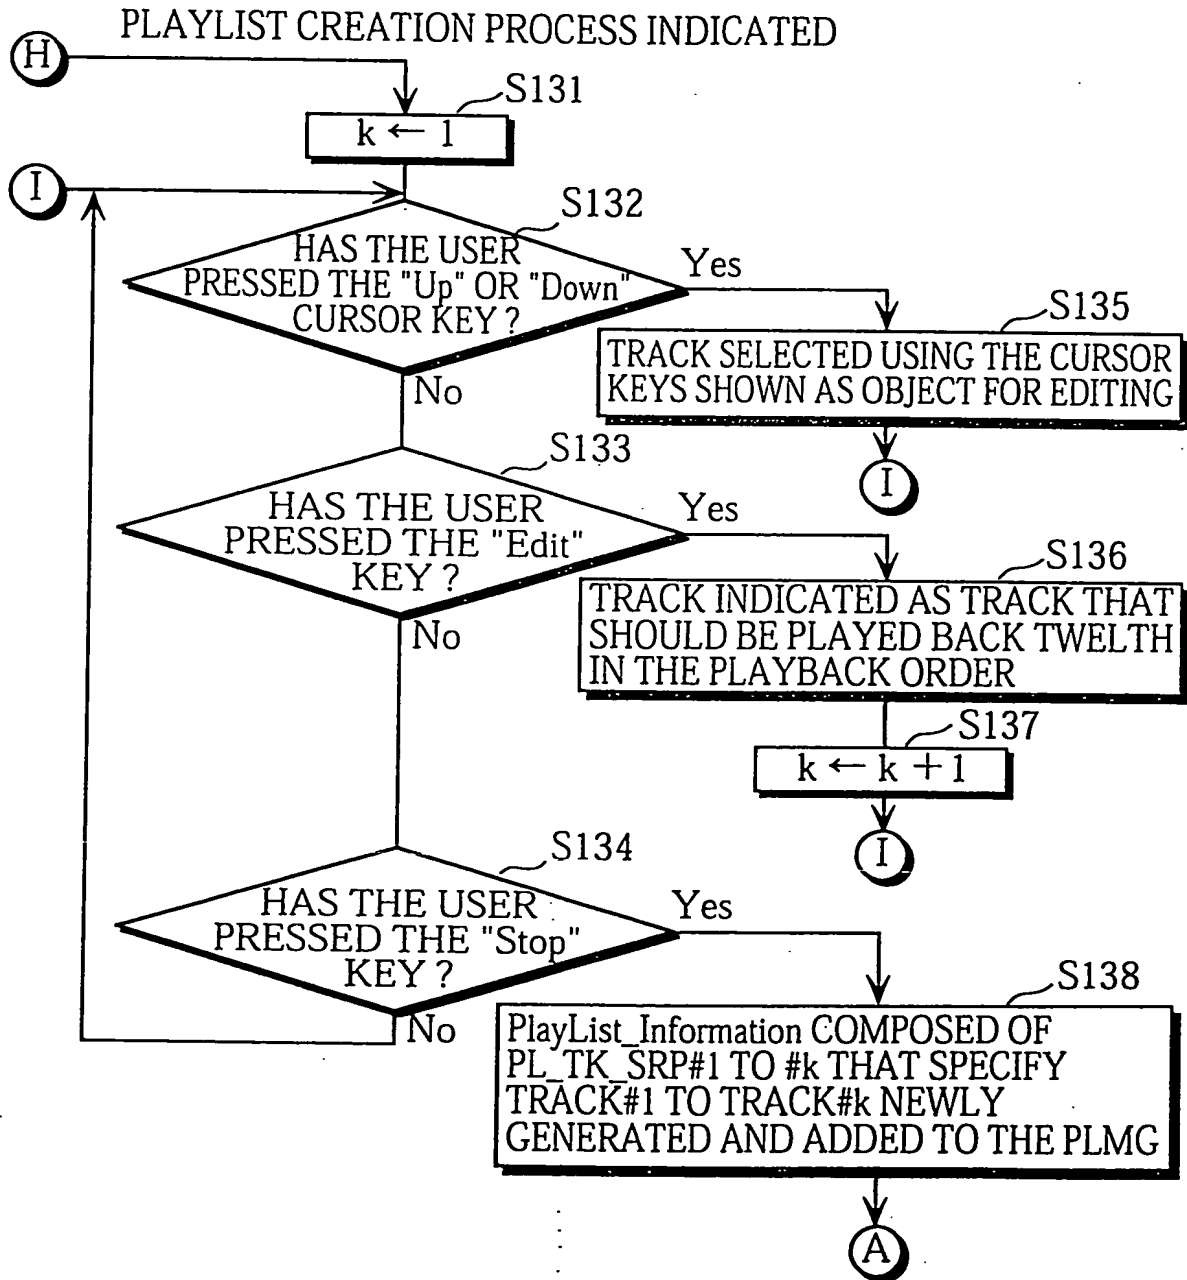 PLAYLIST CREATION PROCESS INDICATED
H
S131
k ← 1
I
S132
HAS THE USER
PRESSED THE "Up" OR "Down"
CURSOR KEY ?
Yes
No
S135
TRACK SELECTED USING THE CURSOR
KEYS SHOWN AS OBJECT FOR EDITING
I
S133
HAS THE USER
PRESSED THE "Edit"
KEY ?
Yes
No
S136
TRACK INDICATED AS TRACK THAT
SHOULD BE PLAYED BACK TWELTH
IN THE PLAYBACK ORDER
S137
k ← k + 1
I
S134
HAS THE USER
PRESSED THE "Stop"
KEY ?
Yes
No
S138
PlayList_Information COMPOSED OF
PL_TK_SRP#1 TO #k THAT SPECIFY
TRACK#1 TO TRACK#k NEWLY
GENERATED AND ADDED TO THE PLMG
A